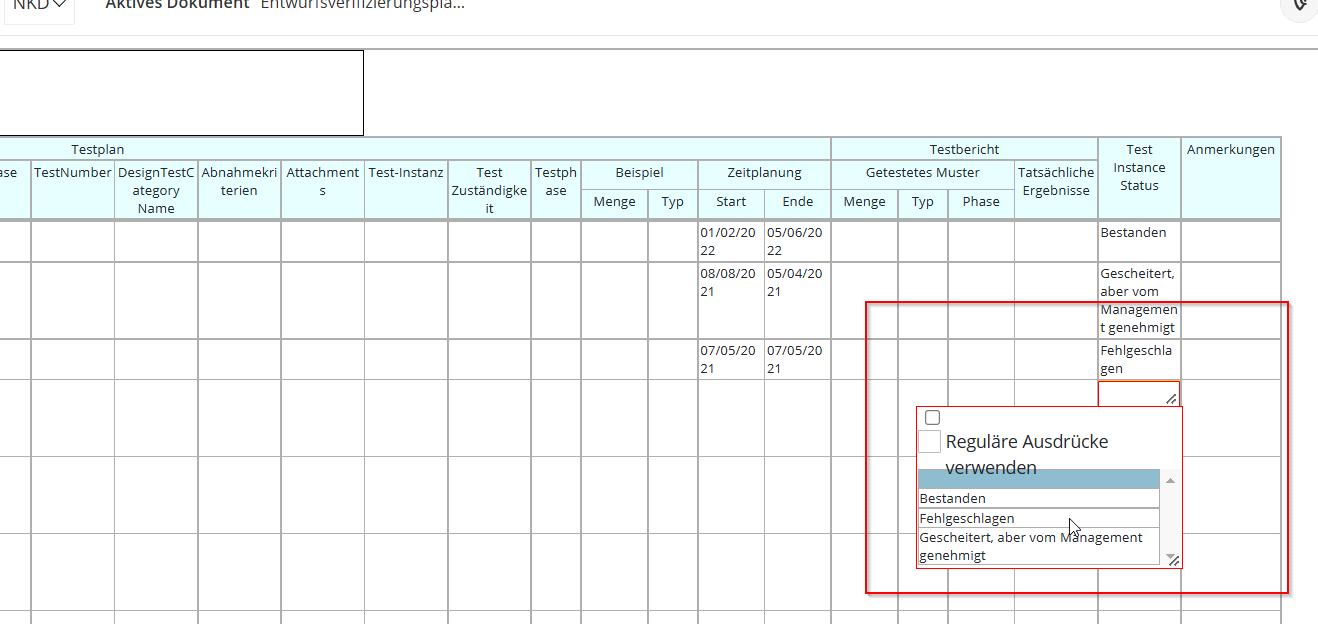 NKD
Aktives Dokument Entwurfsverifizierungspla...
Testplan
Testbericht
Test
Instance
Status
Anmerkungen
ase
TestNumber
DesignTestC
ategory
Name
Abnahmekri
terien
Attachment
s
Test-Instanz
Test
Zuständigke
it
Testph
ase
Beispiel
Zeitplanung
Getestetes Muster
Tatsächliche
Ergebnisse
Menge
Typ
Start
Ende
Menge
Typ
Phase
01/02/20
22
05/06/20
22
Bestanden
08/08/20
21
05/04/20
21
Gescheitert,
aber vom
Managemen
t genehmigt
07/05/20
21
07/05/20
21
Fehlgeschla
gen
Reguläre Ausdrücke
verwenden
Bestanden
Fehlgeschlagen
Gescheitert, aber vom Management
genehmigt